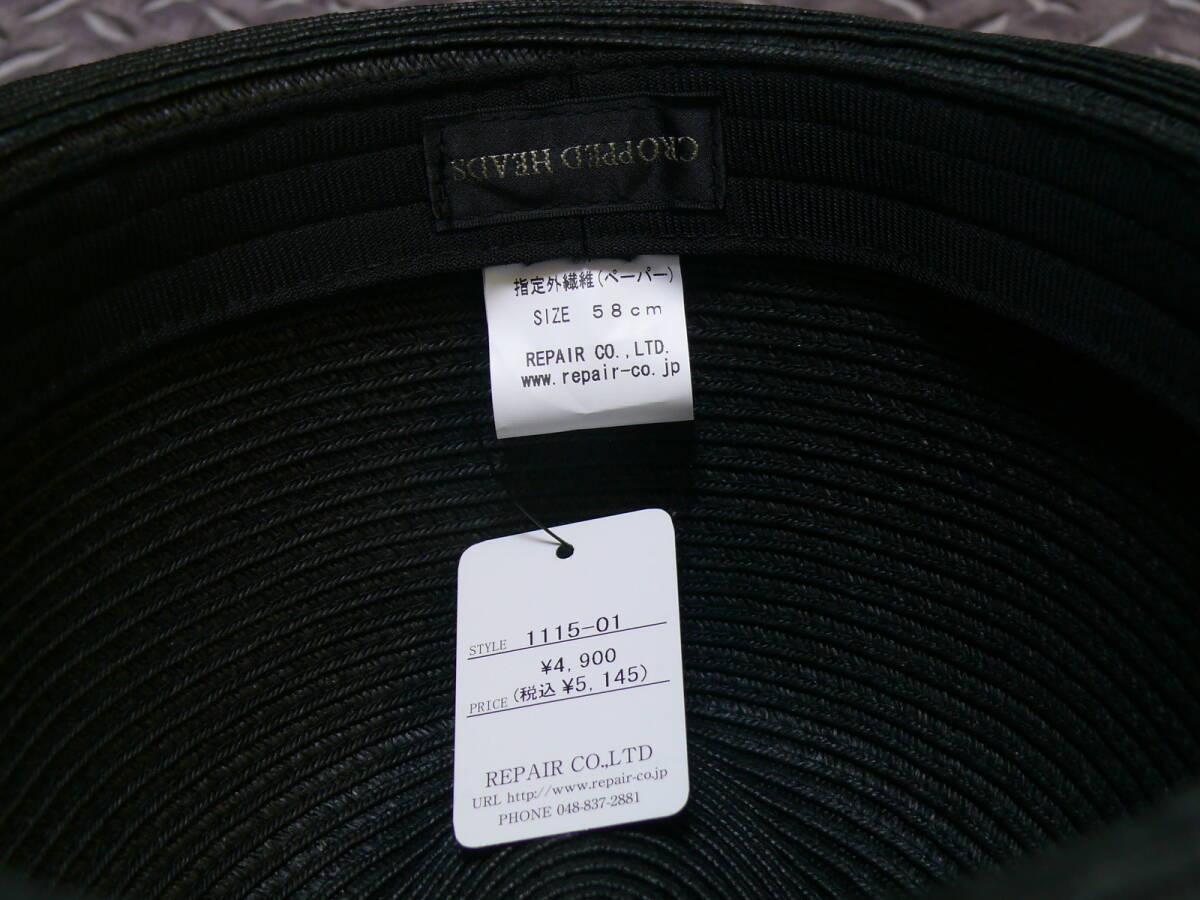 CROPPED HEADS
指定外繊維(ペーパー)
SIZE 58cm
REPAIR CO.,LTD.
www.repair-co.jp
STYLE 1115-01
¥4,900
PRICE (税込¥5,145)
REPAIR CO.,LTD
URL http://www.repair-co.jp
PHONE 048-837-2881